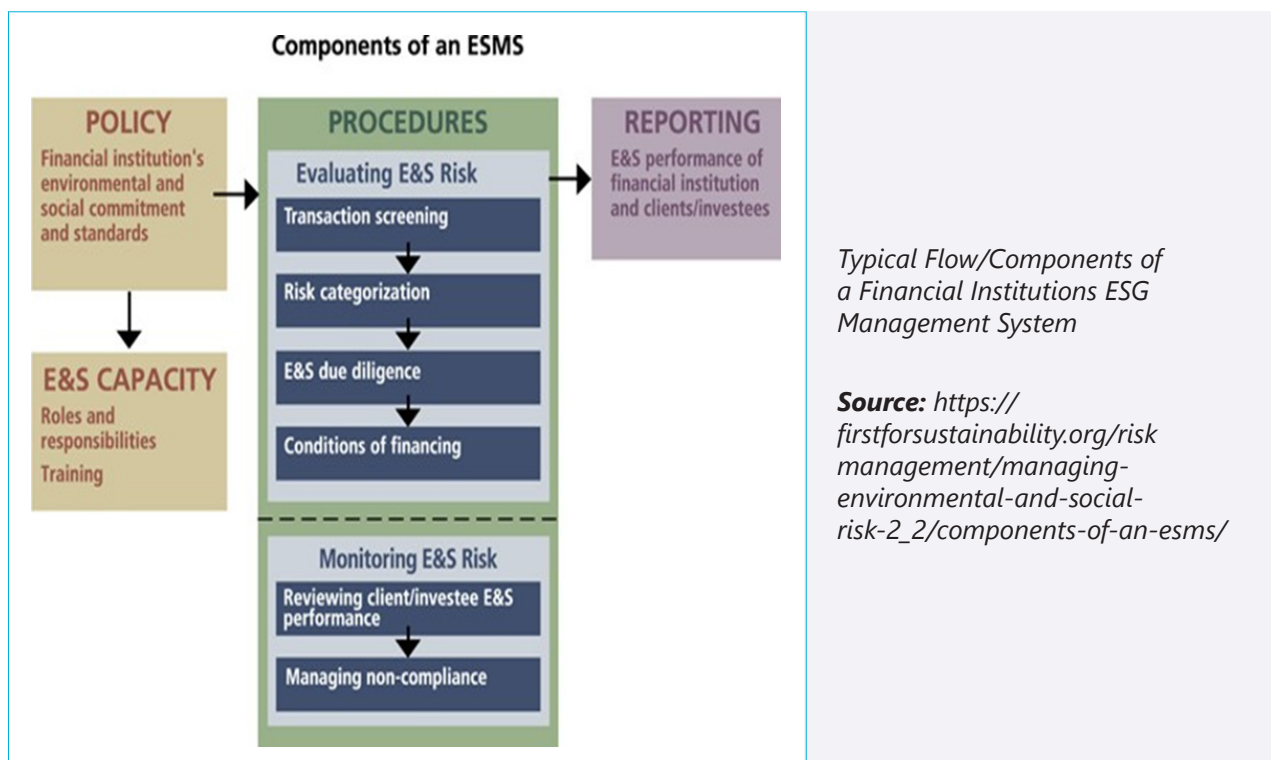 Components of an ESMS
POLICY
Financial institution's
environmental and
social commitment
and standards
E&S CAPACITY
Roles and
responsibilities
Training
PROCEDURES
Evaluating E&S Risk
Transaction screening
Risk categorization
E&S due diligence
Conditions of financing
Monitoring E&S Risk
Reviewing client/investee E&S
performance
Managing non-compliance
REPORTING
E&S performance of
financial institution
and clients/investees
Typical Flow/Components of
a Financial Institutions ESG
Management System
Source: https://
firstforsustainability.org/risk
management/managing-
environmental-and-social-
risk-2_2/components-of-an-esms/